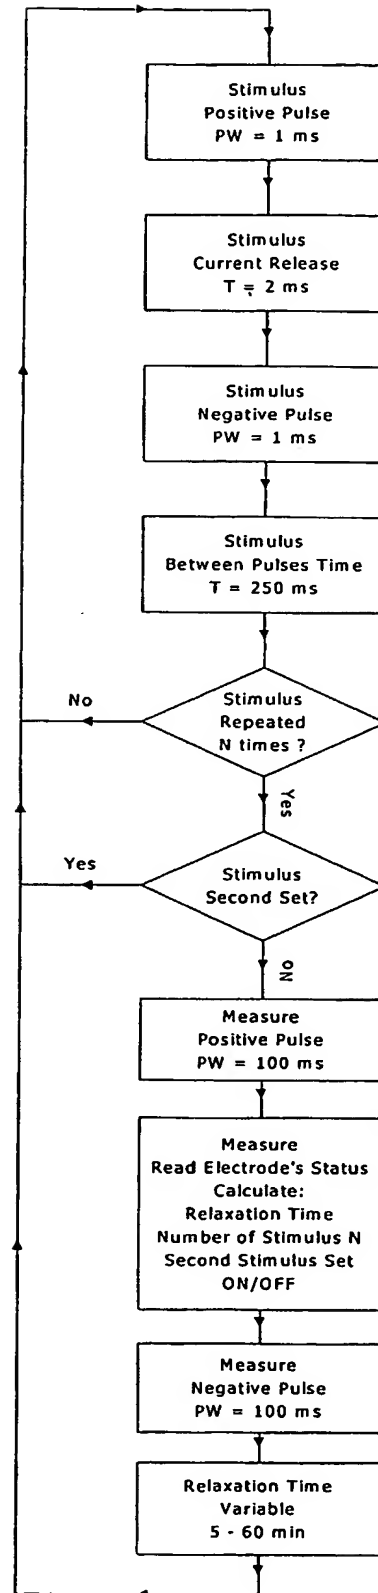 Stimulus
Positive Pulse
PW = 1 ms
Stimulus
Current Release
T = 2 ms
Stimulus
Negative Pulse
PW = 1 ms
Stimulus
Between Pulses Time
T = 250 ms
No
Stimulus
Repeated
N times ?
Yes
Yes
Stimulus
Second Set?
ON
Measure
Positive Pulse
PW = 100 ms
Measure
Read Electrode's Status
Calculate:
Relaxation Time
Number of Stimulus N
Second Stimulus Set
ON/OFF
Measure
Negative Pulse
PW = 100 ms
Relaxation Time
Variable
5 - 60 min